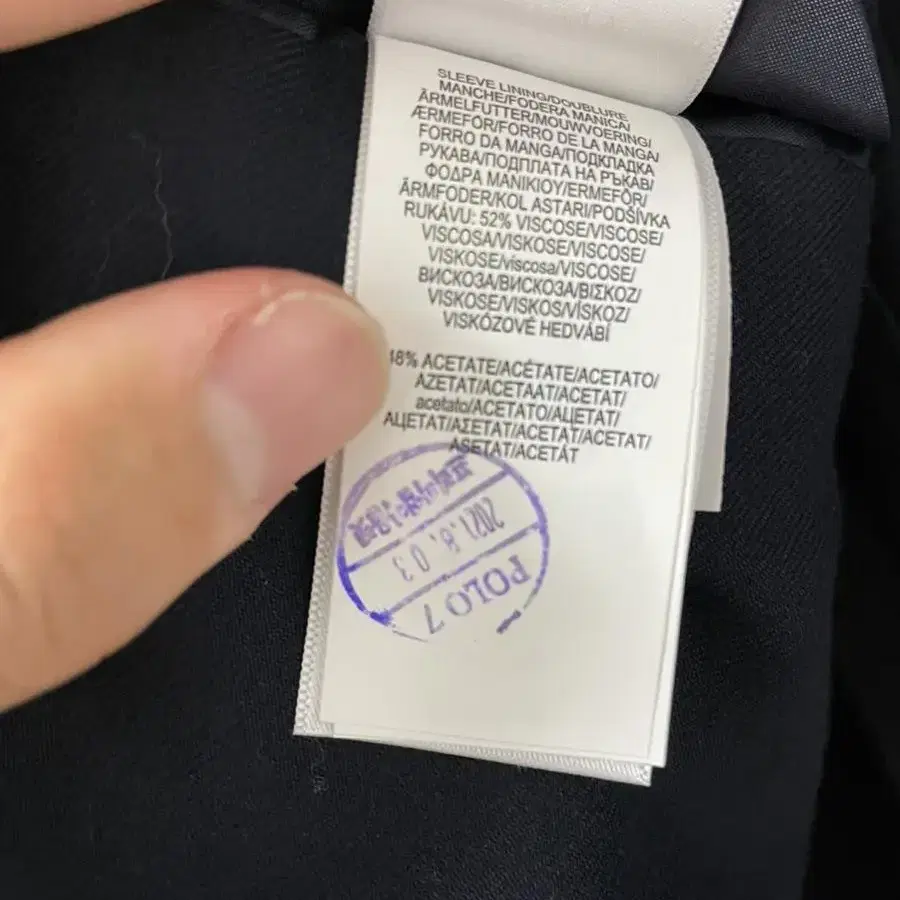 SLEEVE LINING/DOUBLURE
MANCHE/FODERA MANICA/
ÄRMELFUTTER/MOUWVOERING/
ÆRMEFOR/FORRO DE LA MANGA/
FORRO DA MANGA/ПОДКЛАДКА
РУКАВА/ПОДПЛАТА НА РЪКАВ/
ΦΟΔΡΑ ΜΑΝΙΚΙΟΥ/ERMEFÔR/
ÄRMFODER/KOL ASTARI/PODŠÍVKA
RUKÁVU: 52% VISCOSE/VISCOSE/
VISCOSA/VISKOSE/VISCOSE/
VISKOSE/viscosa/VISCOSE/
ВИСКОЗА/ВИСКОЗА/ΒΙΣΚΟΖ/
VISKOSE/VISKOS/VİSKOZ/
VISKÓZOVÉ HEDVÁBÍ
48% ACETATE/ACÉTATE/ACETATO/
AZETAT/ACETAAT/ACETAT/
acetato/ACETATO/АЦЕТАТ/
АЦЕТАТ/ΑΣΕΤΑΤ/ACETAT/ACETAT/
ASETAT/ACETÁT
POLO 7
2021.8.03